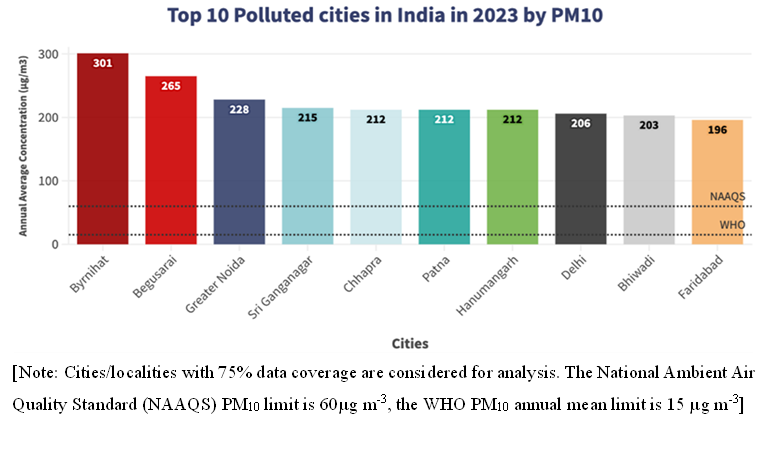 Top 10 Polluted cities in India in 2023 by PM10
Annual Average Concentration (µg/m3)
300
200
100
0
301
265
228
215
212
212
212
206
203
196
NAAQS
WHO
Byrnihat
Begusarai
Greater Noida
Sri Ganganagar
Chhapra
Patna
Hanumangarh
Delhi
Bhiwadi
Faridabad
Cities
[Note: Cities/localities with 75% data coverage are considered for analysis. The National Ambient Air
Quality Standard (NAAQS) PM₁₀ limit is 60µg m⁻³, the WHO PM₁₀ annual mean limit is 15 µg m⁻³]